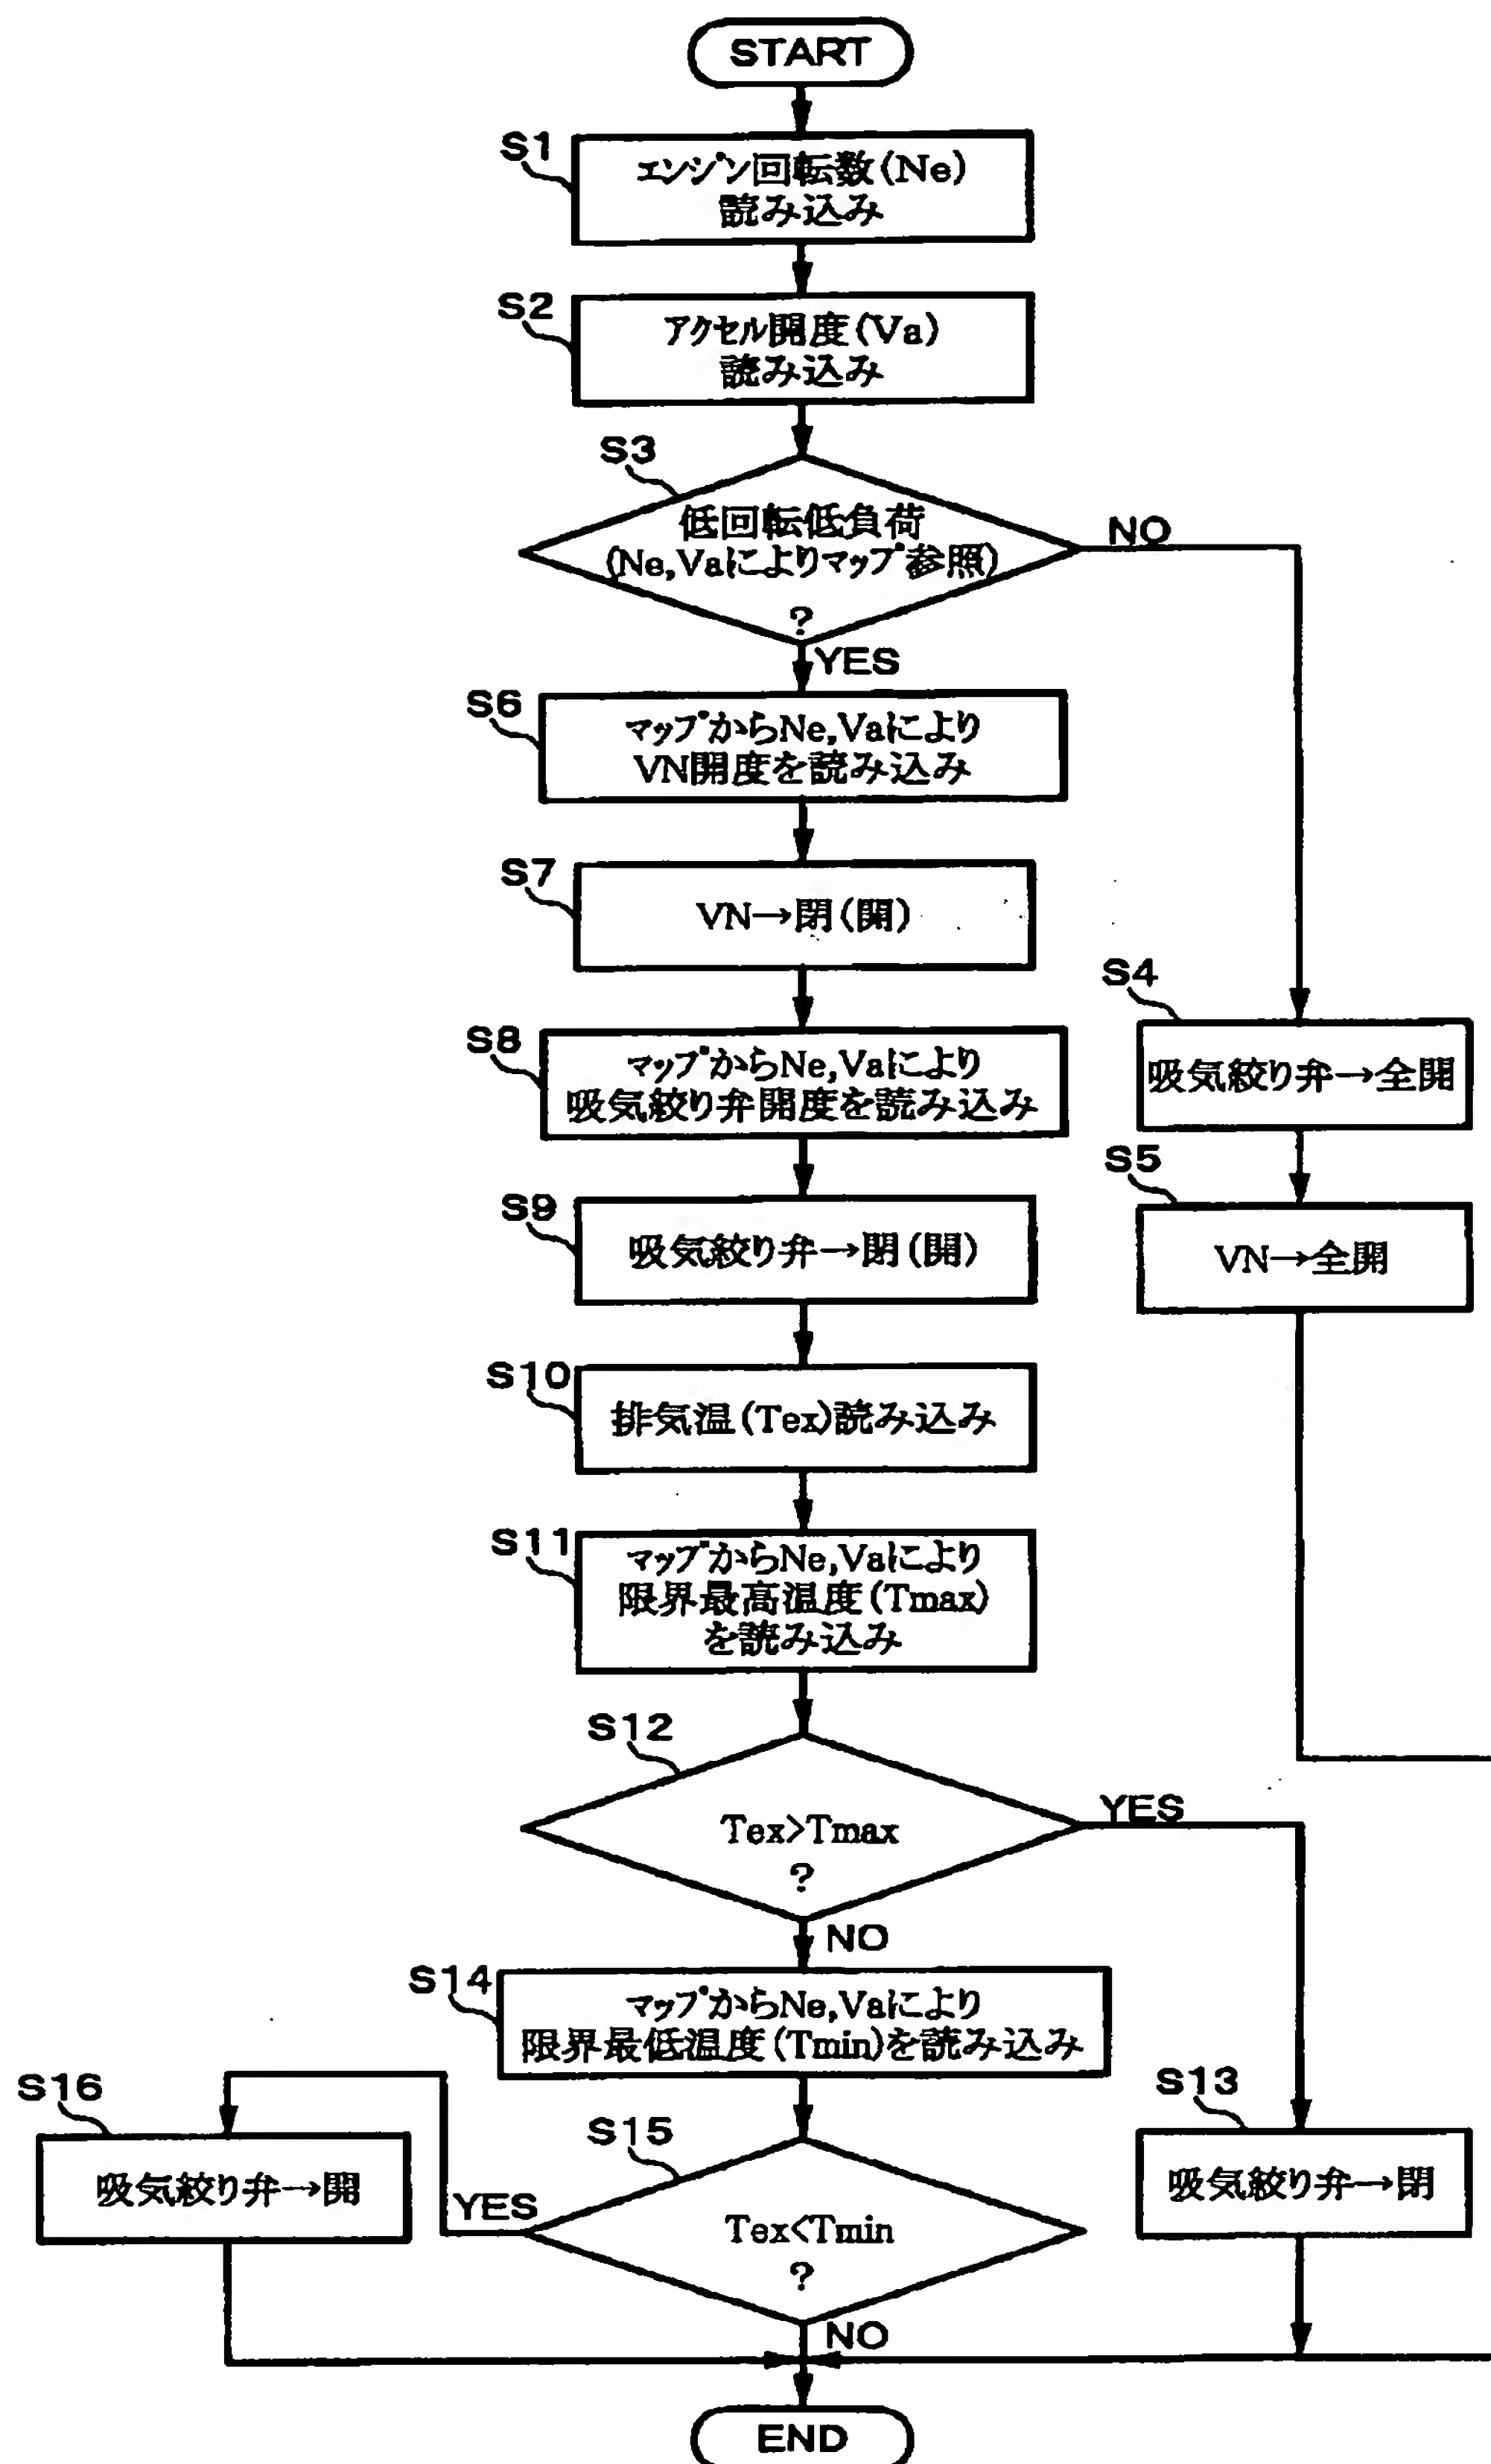 START
S1
エンジン回転数(Ne)
読み込み
S2
アクセル開度(Va)
読み込み
S3
低回転低負荷
(Ne,Vaによりマップ参照)
?
NO
YES
S6
マップからNe,Vaにより
VN開度を読み込み
S7
VN→閉(開)
S4
吸気絞り弁→全開
S8
マップからNe,Vaにより
吸気絞り弁開度を読み込み
S5
VN→全開
S9
吸気絞り弁→閉(開)
S10
排気温(Tex)読み込み
S11
マップからNe,Vaにより
限界最高温度(Tmax)
を読み込み
S12
Tex>Tmax
?
YES
NO
S14
マップからNe,Vaにより
限界最低温度(Tmin)を読み込み
S13
吸気絞り弁→閉
S16
吸気絞り弁→開
S15
YES
Tex<Tmin
?
NO
END